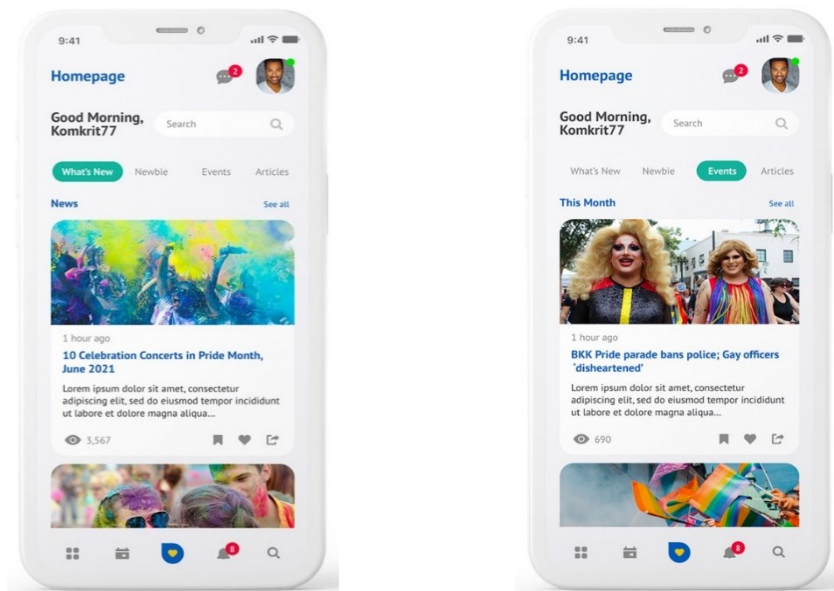 9:41
Homepage
2
Good Morning,
Komkrit77
Search
What's New
Newbie
Events
Articles
News
See all
1 hour ago
10 Celebration Concerts in Pride Month,
June 2021
Lorem ipsum dolor sit amet, consectetur
adipiscing elit, sed do eiusmod tempor incididunt
ut labore et dolore magna aliqua...
3,567
8
9:41
Homepage
2
Good Morning,
Komkrit77
Search
What's New
Newbie
Events
Articles
This Month
See all
1 hour ago
BKK Pride parade bans police; Gay officers
'disheartened'
Lorem ipsum dolor sit amet, consectetur
adipiscing elit, sed do eiusmod tempor incididunt
ut labore et dolore magna aliqua...
690
8